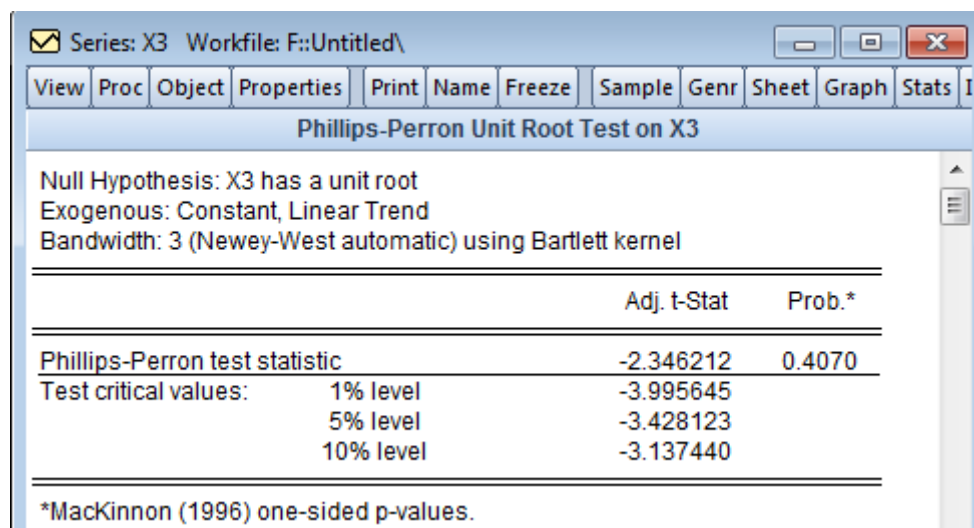 Series: X3 Workfile: F::Untitled\
View Proc Object Properties Print Name Freeze Sample Genr Sheet Graph Stats
Phillips-Perron Unit Root Test on X3
Null Hypothesis: X3 has a unit root
Exogenous: Constant, Linear Trend
Bandwidth: 3 (Newey-West automatic) using Bartlett kernel
Adj. t-Stat Prob.*
Phillips-Perron test statistic -2.346212 0.4070
Test critical values: 1% level -3.995645
5% level -3.428123
10% level -3.137440
*MacKinnon (1996) one-sided p-values.